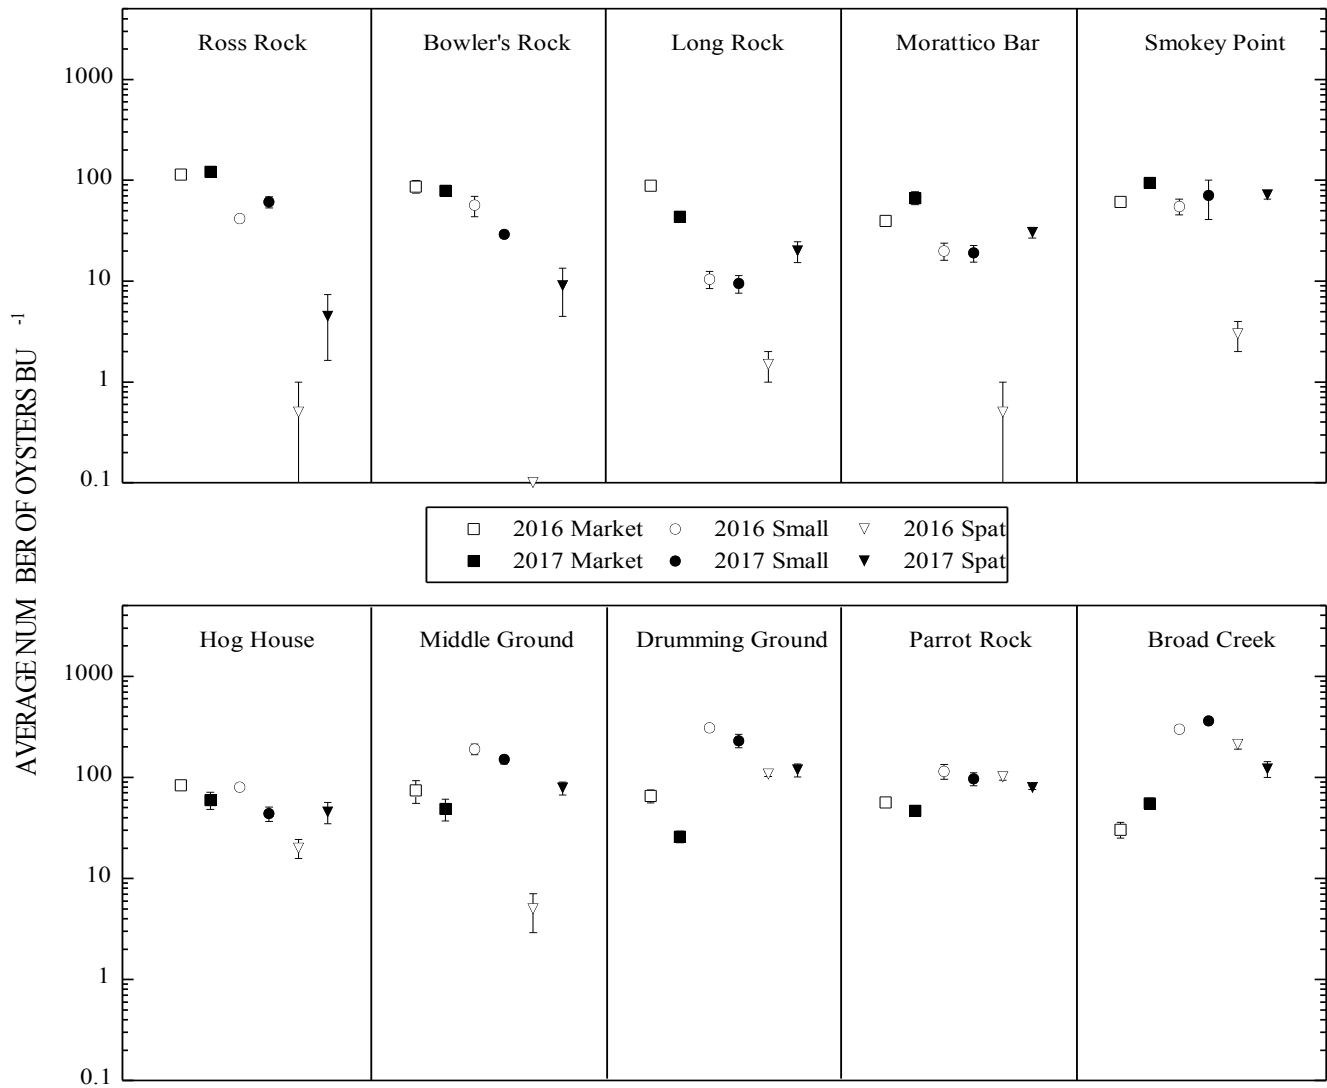 Ross Rock Bowler's Rock Long Rock Morattico Bar Smokey Point
1000
100
10
1
0.1
AVERAGE NUM BER OF OYSTERS BU -1
2016 Market 2016 Small 2016 Spat
2017 Market 2017 Small 2017 Spat
Hog House Middle Ground Drumming Ground Parrot Rock Broad Creek
1000
100
10
1
0.1